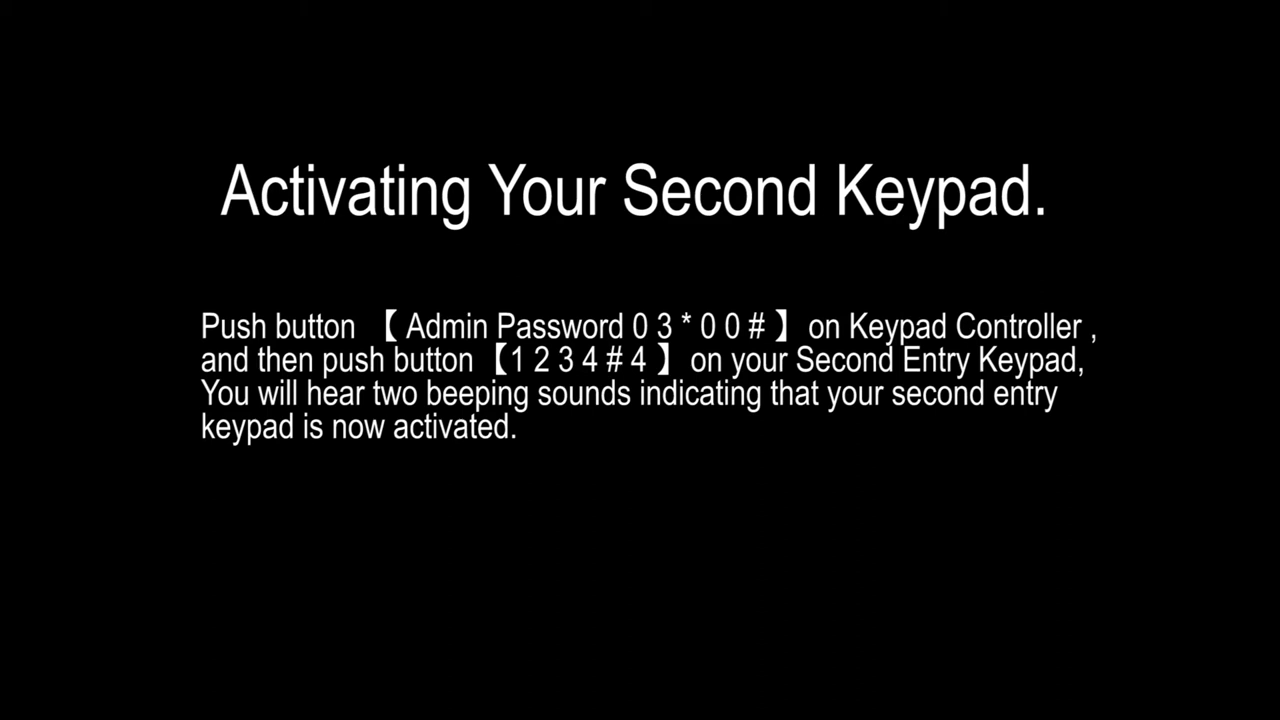 Activating Your Second Keypad.
Push button 【 Admin Password 0 3 * 0 0 # 】 on Keypad Controller ,
and then push button 【1 2 3 4 # 4 】 on your Second Entry Keypad,
You will hear two beeping sounds indicating that your second entry
keypad is now activated.